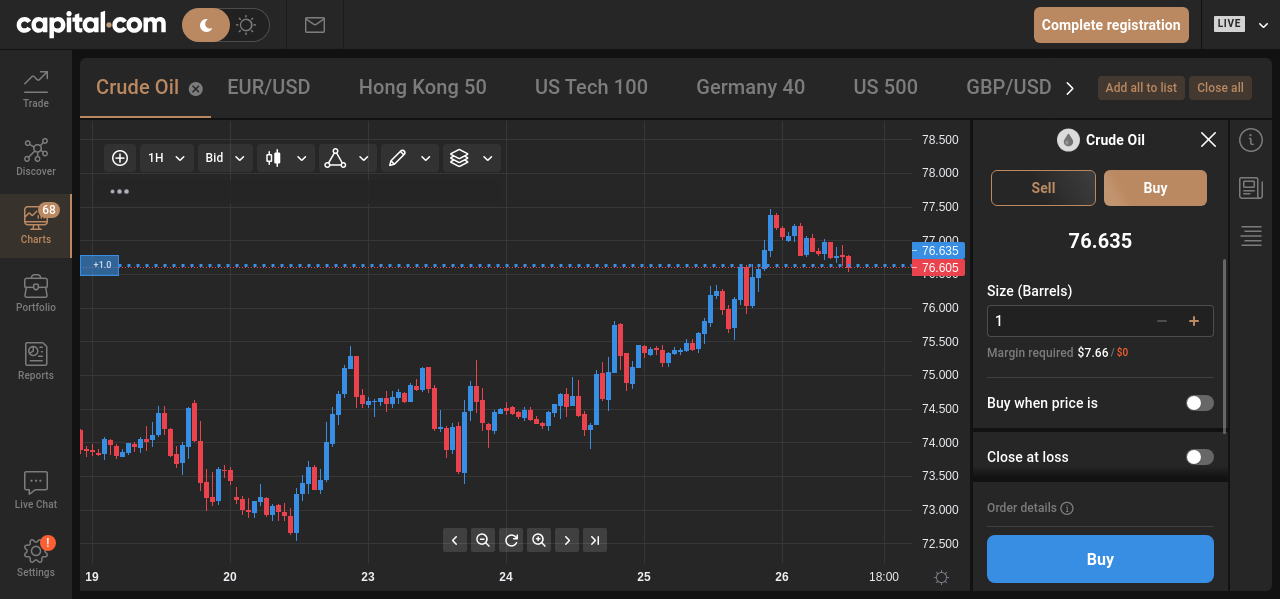 capital.com
Complete registration
LIVE
Trade
Discover
68
Charts
Portfolio
Reports
Live Chat
!
Settings
Crude Oil
EUR/USD
Hong Kong 50
US Tech 100
Germany 40
US 500
GBP/USD
Add all to list
Close all
1H
Bid
+1.0
78.500
78.000
77.500
77.000
76.635
76.605
76.000
75.500
75.000
74.500
74.000
73.500
73.000
72.500
19
20
23
24
25
26
18:00
Crude Oil
Sell
Buy
76.635
Size (Barrels)
1
Margin required $7.66 / $0
Buy when price is
Close at loss
Order details
Buy